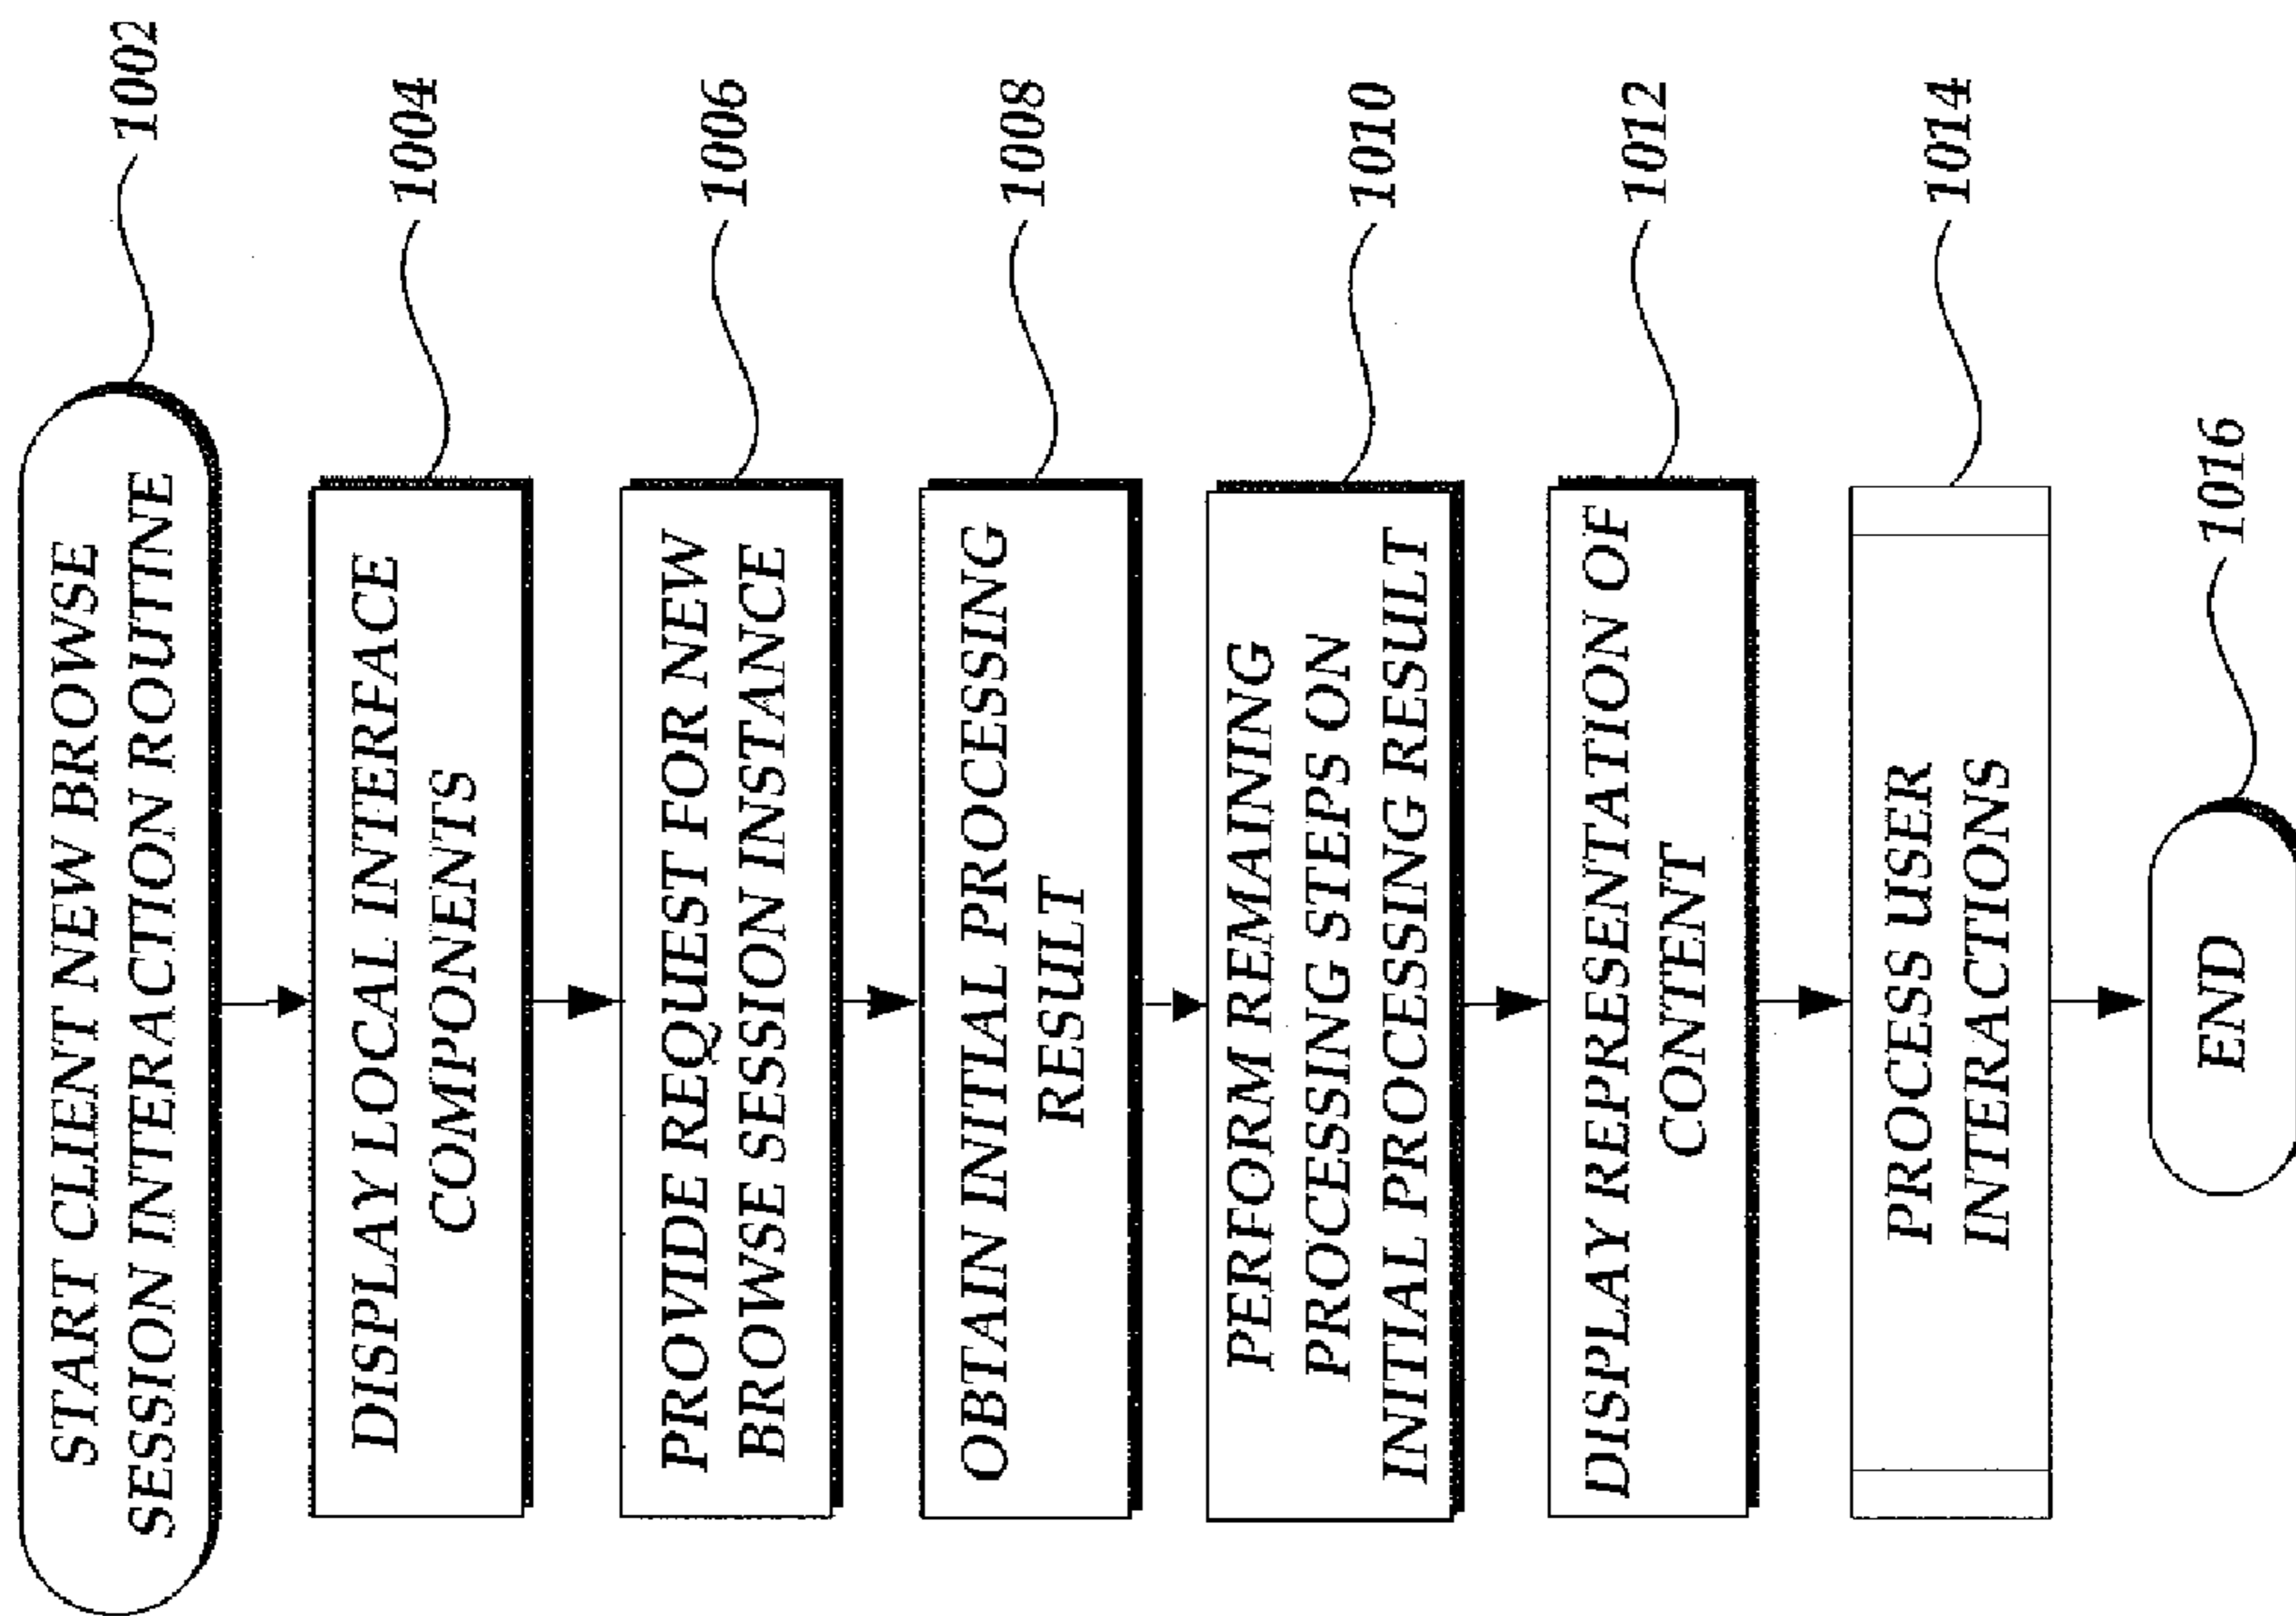 START CLIENT NEW BROWSE
SESSION INTERACTION ROUTINE
1002
DISPLAY LOCAL INTERFACE
COMPONENTS
1004
PROVIDE REQUEST FOR NEW
BROWSE SESSION INSTANCE
1006
OBTAIN INITIAL PROCESSING
RESULT
1008
PERFORM REMAINING
PROCESSING STEPS ON
INITIAL PROCESSING RESULT
1010
DISPLAY REPRESENTATION OF
CONTENT
1012
PROCESS USER
INTERACTIONS
1014
END
1016